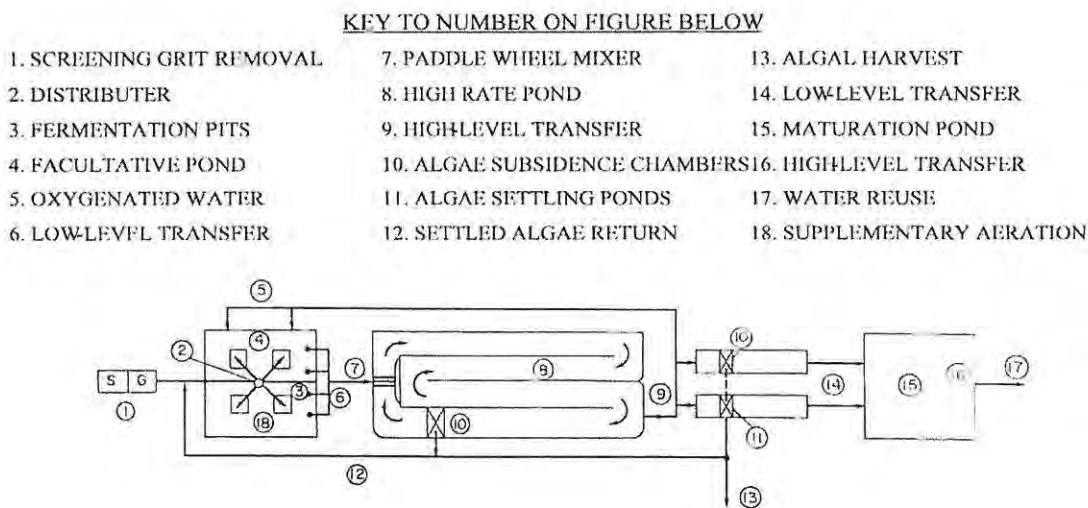 KEY TO NUMBER ON FIGURE BELOW
1. SCREENING GRIT REMOVAL 7. PADDLE WHEEL MIXER 13. ALGAL HARVEST
2. DISTRIBUTER 8. HIGH RATE POND 14. LOW-LEVEL TRANSFER
3. FERMENTATION PITS 9. HIGH-LEVEL TRANSFER 15. MATURATION POND
4. FACULTATIVE POND 10. ALGAE SUBSIDENCE CHAMBERS 16. HIGH-LEVEL TRANSFER
5. OXYGENATED WATER 11. ALGAE SETTLING PONDS 17. WATER REUSE
6. LOW-LEVEL TRANSFER 12. SETTLED ALGAE RETURN 18. SUPPLEMENTARY AERATION
5
4 10
2 7 8 16 17
S G 3 6 9 14 15
1 18 10 11
12 13